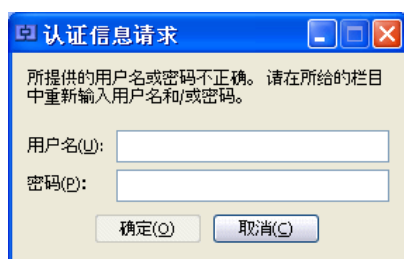 认证信息请求
所提供的用户名或密码不正确。 请在所给的栏目
中重新输入用户名和/或密码。
用户名(U):
密码(P):
确定(O)
取消(C)